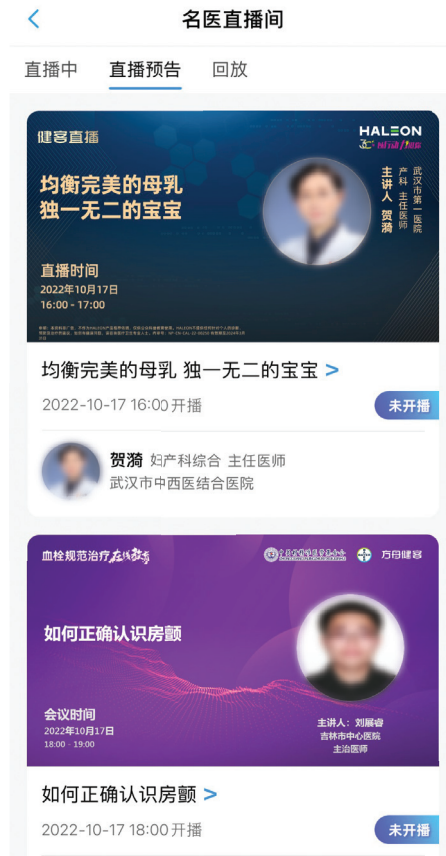 名医直播间
直播中 直播预告 回放
健客直播
HALEON
均衡完美的母乳
独一无二的宝宝
主讲人 贺漪
产科 主任医师
武汉市第一医院
直播时间
2022年10月17日
16:00 - 17:00
均衡完美的母乳 独一无二的宝宝 >
2022-10-17 16:00开播
未开播
贺漪 妇产科综合 主任医师
武汉市中西医结合医院
血栓规范治疗在线教育
方舟健客
如何正确认识房颤
会议时间
2022年10月17日
18:00 - 19:00
主讲人：刘展睿
吉林市中心医院
主治医师
如何正确认识房颤 >
2022-10-17 18:00开播
未开播